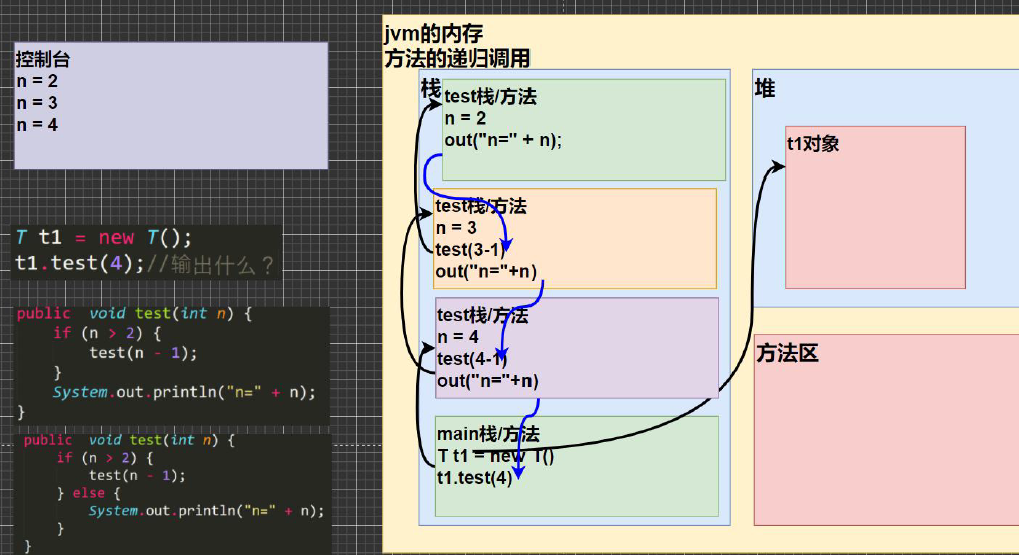 控制台
n = 2
n = 3
n = 4
T t1 = new T();
t1.test(4);//输出什么？
public void test(int n) {
if (n > 2) {
test(n - 1);
}
System.out.println("n=" + n);
}
public void test(int n) {
if (n > 2) {
test(n - 1);
} else {
System.out.println("n=" + n);
}
}
jvm的内存
方法的递归调用
栈
test栈/方法
n = 2
out("n=" + n);
test栈/方法
n = 3
test(3-1)
out("n="+n)
test栈/方法
n = 4
test(4-1)
out("n="+n)
main栈/方法
T t1 = new T()
t1.test(4)
堆
t1对象
方法区